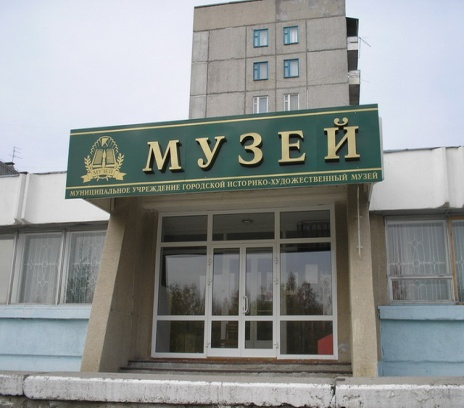 МУЗЕЙ
МУНИЦИПАЛЬНОЕ УЧРЕЖДЕНИЕ ГОРОДСКОЙ ИСТОРИКО-ХУДОЖЕСТВЕННЫЙ МУЗЕЙ